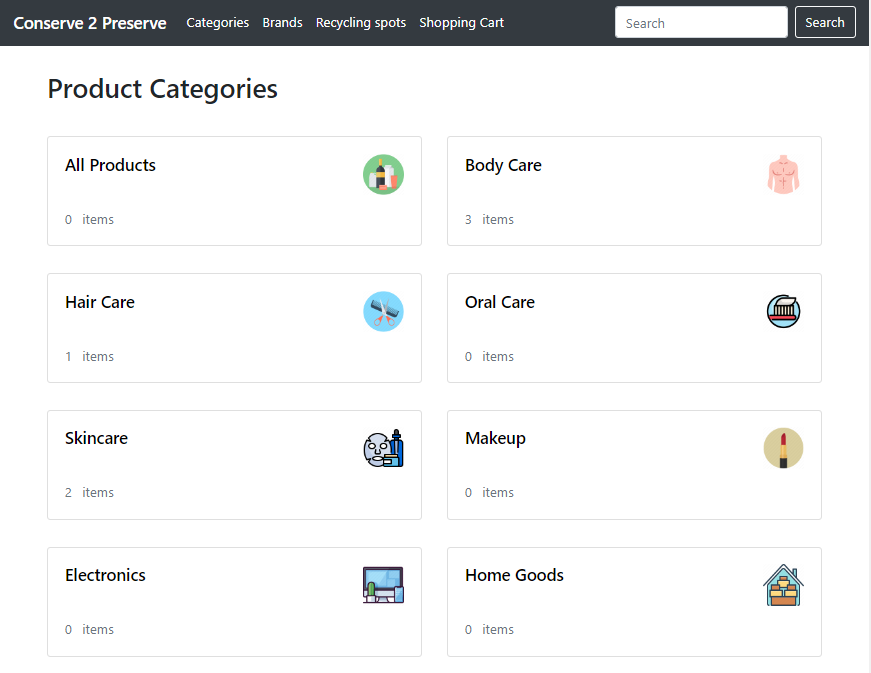 Conserve 2 Preserve Categories Brands Recycling spots Shopping Cart Search Search
Product Categories
All Products
0 items
Body Care
3 items
Hair Care
1 items
Oral Care
0 items
Skincare
2 items
Makeup
0 items
Electronics
0 items
Home Goods
0 items